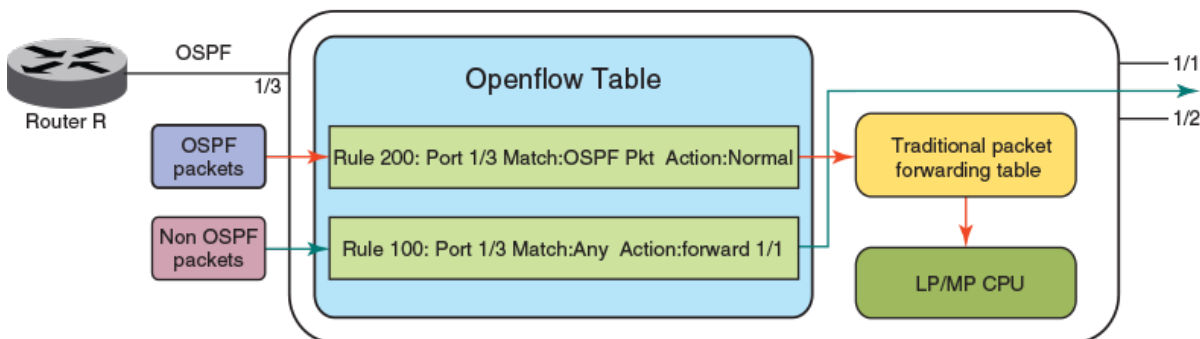 OSPF
1/3
Router R
Openflow Table
1/1
1/2
OSPF
packets
Rule 200: Port 1/3 Match:OSPF Pkt Action:Normal
Traditional packet
forwarding table
Non OSPF
packets
Rule 100: Port 1/3 Match:Any Action:forward 1/1
LP/MP CPU